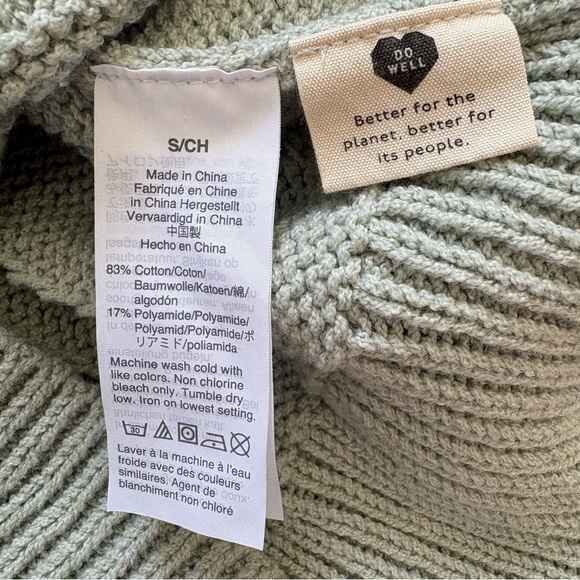 DO
WELL
Better for the
planet, better for
its people.
S/CH
Made in China
Fabriqué en Chine
in China Hergestellt
Vervaardigd in China
中国製
Hecho en China
83% Cotton/Coton/
Baumwolle/Katoen/綿/
algodón
17% Polyamide/Polyamide/
Polyamid/Polyamide/ポ
リアミド/poliamida
Machine wash cold with
like colors. Non chlorine
bleach only. Tumble dry
low. Iron on lowest setting.
30
Laver à la machine à l'eau
froide avec des couleurs
similaires. Agent de
blanchiment non chloré